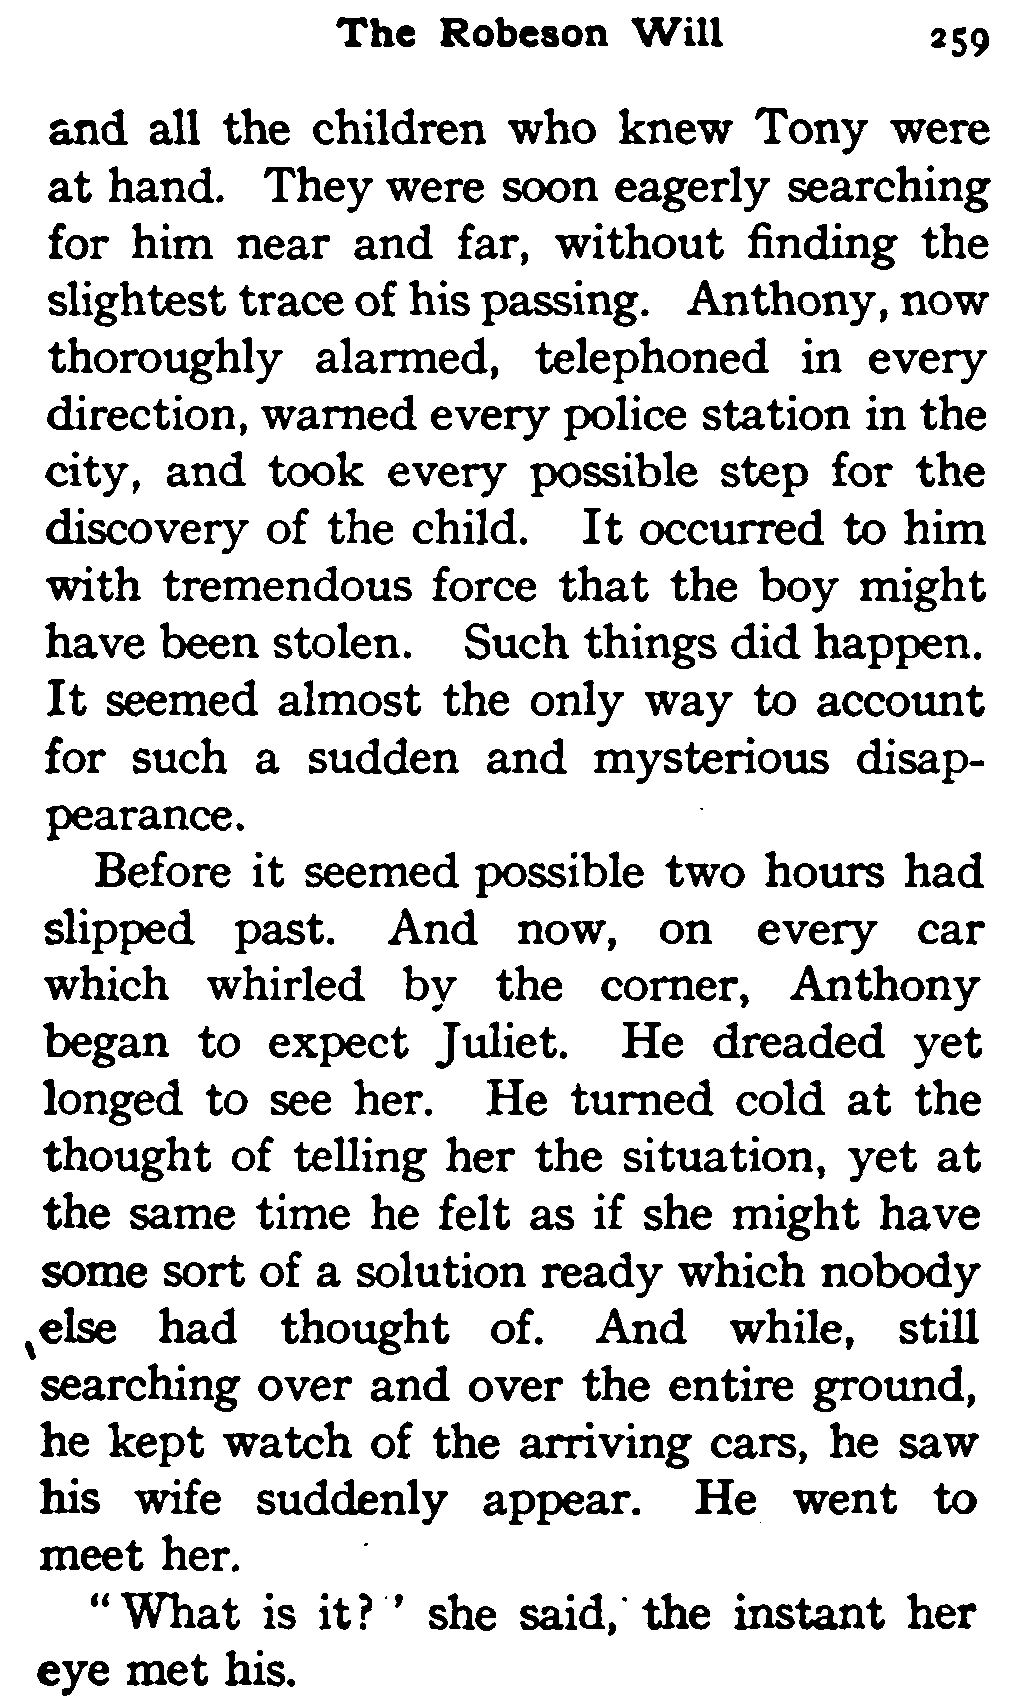 The Robeson Will 259
and all the children who knew Tony were
at hand. They were soon eagerly searching
for him near and far, without finding the
slightest trace of his passing. Anthony, now
thoroughly alarmed, telephoned in every
direction, warned every police station in the
city, and took every possible step for the
discovery of the child. It occurred to him
with tremendous force that the boy might
have been stolen. Such things did happen.
It seemed almost the only way to account
for such a sudden and mysterious disap-
pearance.
Before it seemed possible two hours had
slipped past. And now, on every car
which whirled by the corner, Anthony
began to expect Juliet. He dreaded yet
longed to see her. He turned cold at the
thought of telling her the situation, yet at
the same time he felt as if she might have
some sort of a solution ready which nobody
else had thought of. And while, still
searching over and over the entire ground,
he kept watch of the arriving cars, he saw
his wife suddenly appear. He went to
meet her.
“What is it?’ she said, the instant her
eye met his.